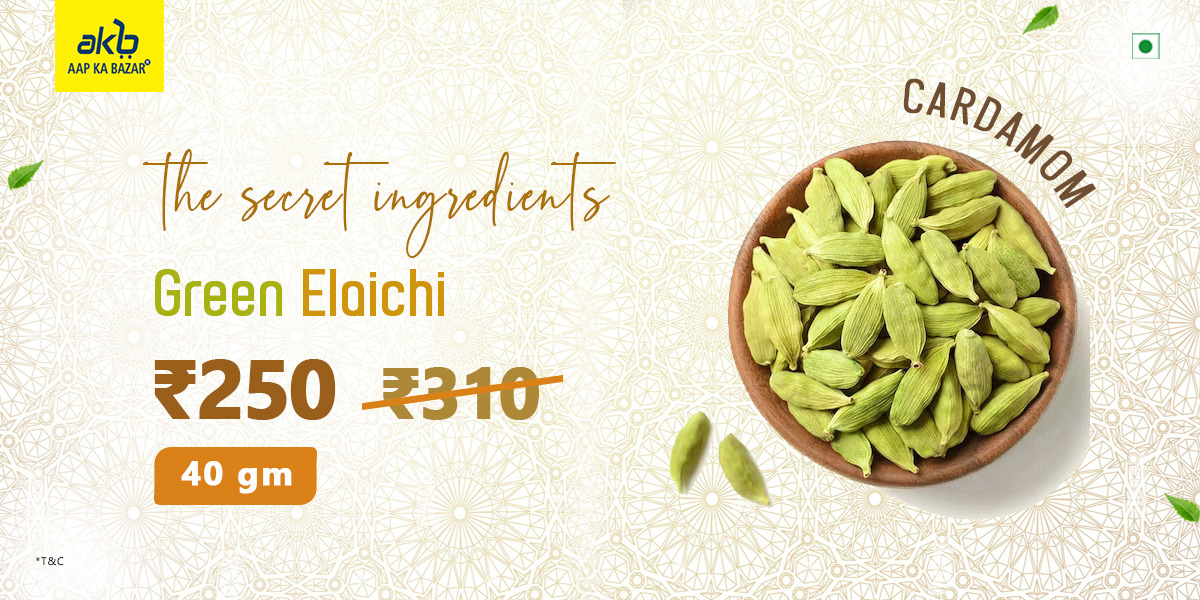 akb
AAP KA BAZAR
CARDAMOM
the secret ingredients
Green Elaichi
₹250 ₹310
40 gm
*T&C